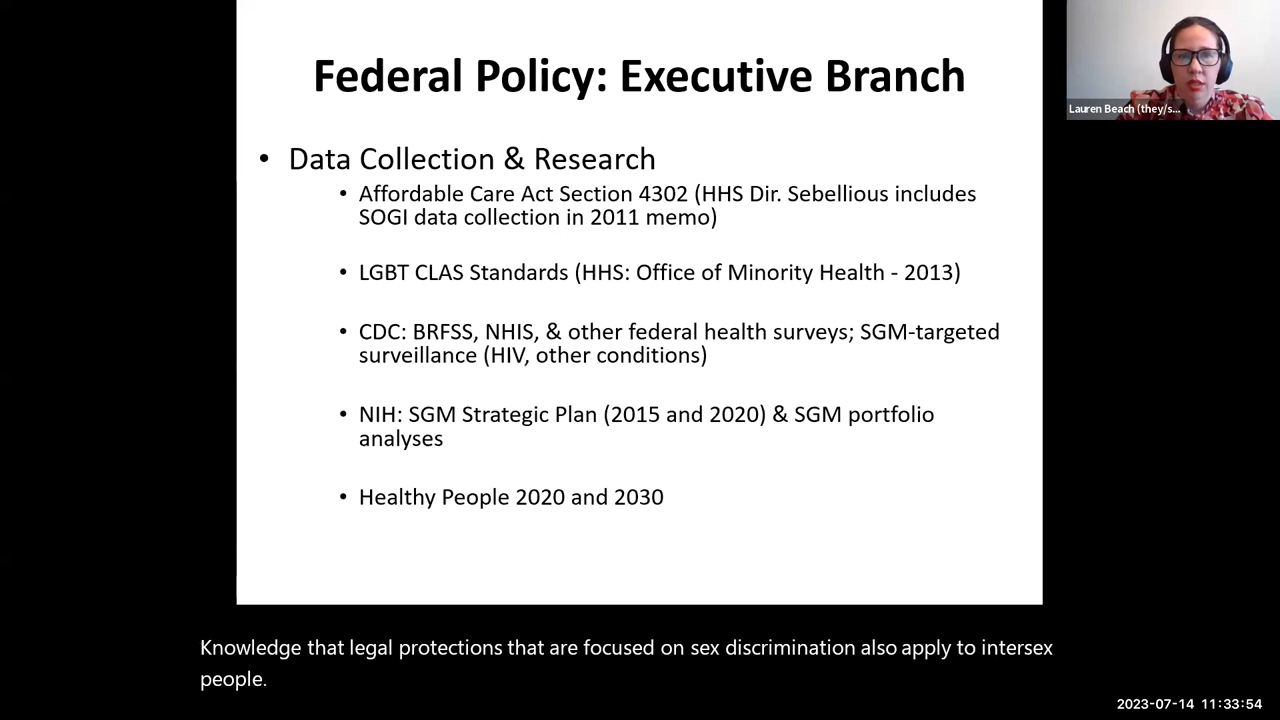 Federal Policy: Executive Branch
Lauren Beach (they/s...
• Data Collection & Research
• Affordable Care Act Section 4302 (HHS Dir. Sebellious includes
SOGI data collection in 2011 memo)
• LGBT CLAS Standards (HHS: Office of Minority Health - 2013)
• CDC: BRFSS, NHIS, & other federal health surveys; SGM-targeted
surveillance (HIV, other conditions)
• NIH: SGM Strategic Plan (2015 and 2020) & SGM portfolio
analyses
• Healthy People 2020 and 2030
Knowledge that legal protections that are focused on sex discrimination also apply to intersex
people.
2023-07-14 11:33:54